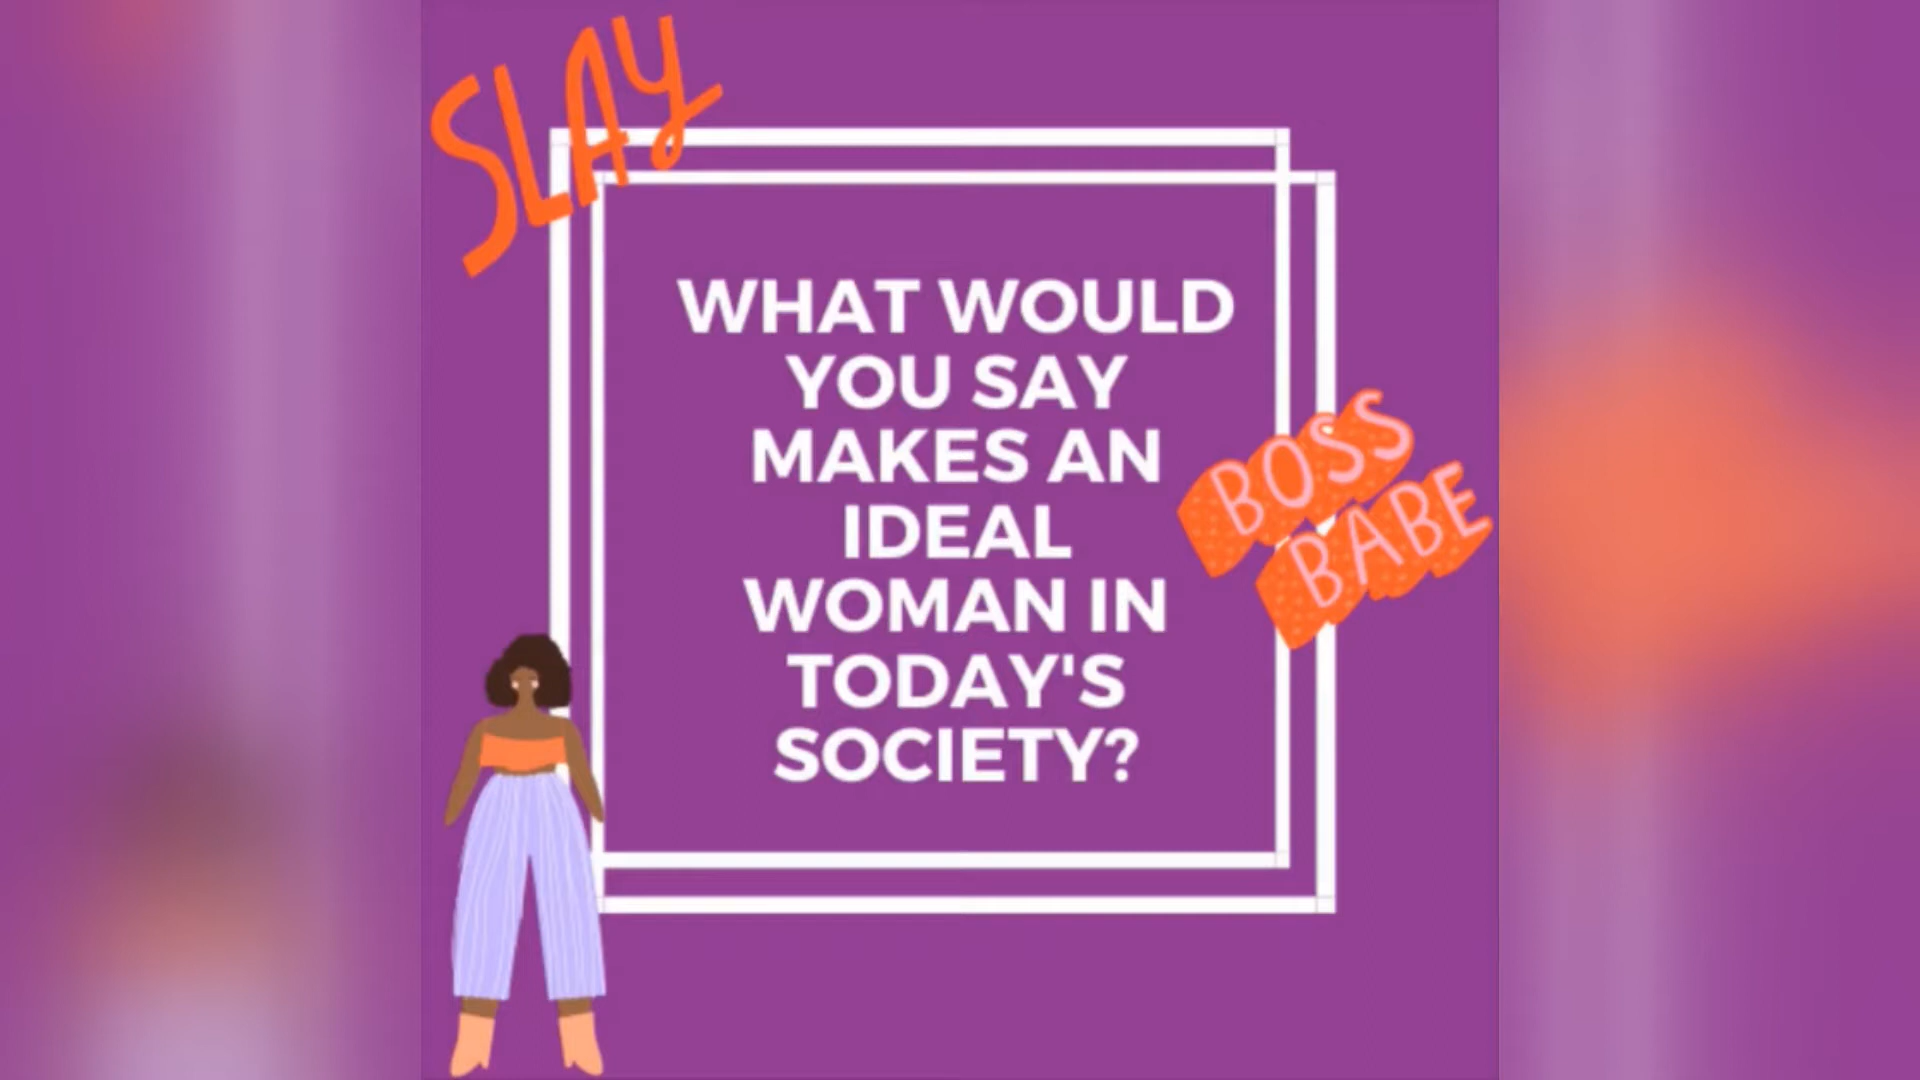 SLAY
WHAT WOULD
YOU SAY
MAKES AN
IDEAL
WOMAN IN
TODAY'S
SOCIETY?
BOSS
BABE